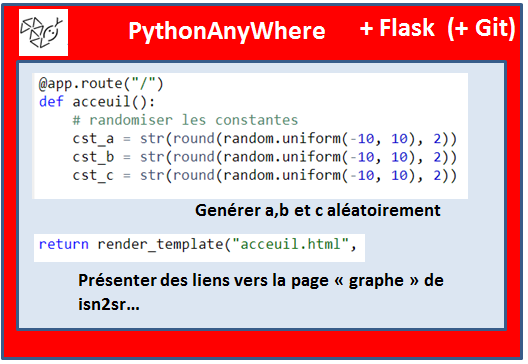 PythonAnyWhere + Flask (+ Git)
@app.route("/")
def acceuil():
# randomiser les constantes
cst_a = str(round(random.uniform(-10, 10), 2))
cst_b = str(round(random.uniform(-10, 10), 2))
cst_c = str(round(random.uniform(-10, 10), 2))
Genérer a,b et c aléatoirement
return render_template("acceuil.html",
Présenter des liens vers la page « graphe » de
isn2sr...